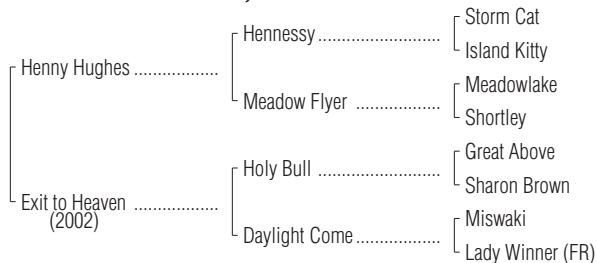 Storm Cat
Hennessy ........................
Island Kitty
Henny Hughes .................
Meadowlake
Meadow Flyer .................
Shortley
Great Above
Holy Bull ........................
Sharon Brown
Exit to Heaven .................
(2002)
Miswaki
Daylight Come.................
Lady Winner (FR)